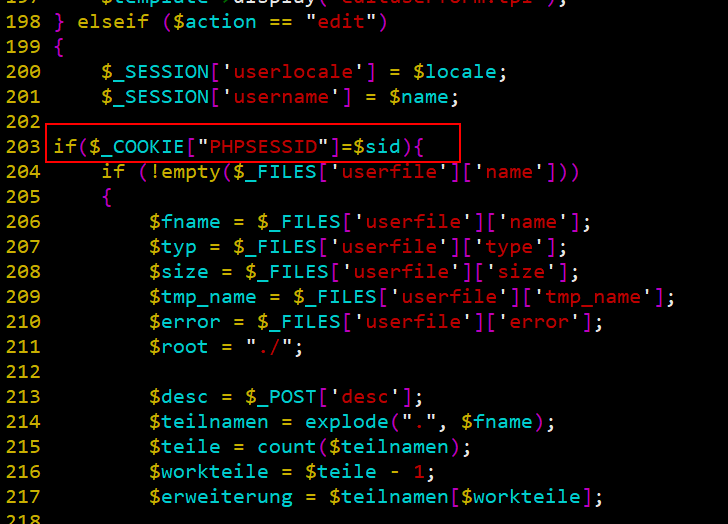 198 } elseif ($action == "edit")
199 {
200     $_SESSION['userlocale'] = $locale;
201     $_SESSION['username'] = $name;
202
203 if($_COOKIE["PHPSESSID"]=$sid){
204     if (!empty($_FILES['userfile']['name']))
205     {
206         $fname = $_FILES['userfile']['name'];
207         $typ = $_FILES['userfile']['type'];
208         $size = $_FILES['userfile']['size'];
209         $tmp_name = $_FILES['userfile']['tmp_name'];
210         $error = $_FILES['userfile']['error'];
211         $root = "./";
212
213         $desc = $_POST['desc'];
214         $teilnamen = explode(".", $fname);
215         $teile = count($teilnamen);
216         $workteile = $teile - 1;
217         $erweiterung = $teilnamen[$workteile];
218